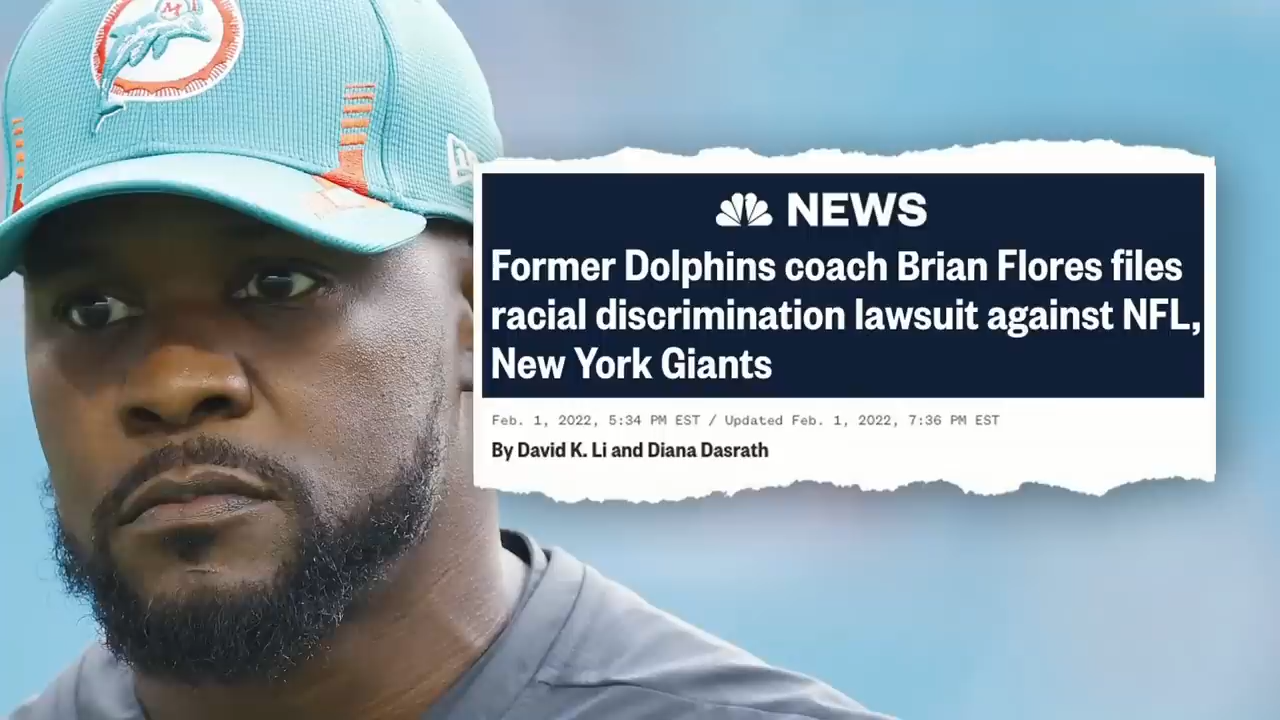 NEWS
Former Dolphins coach Brian Flores files
racial discrimination lawsuit against NFL,
New York Giants
Feb. 1, 2022, 5:34 PM EST / Updated Feb. 1, 2022, 7:36 PM EST
By David K. Li and Diana Dasrath